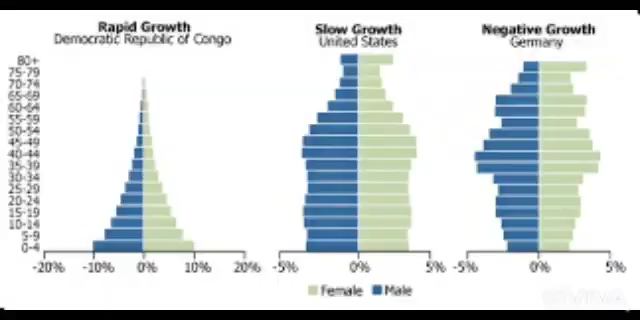 Rapid Growth
Democratic Republic of Congo
Slow Growth
United States
Negative Growth
Germany
80+
75-79
70-74
65-69
60-64
55-59
50-54
45-49
40-44
35-39
30-34
25-29
20-24
15-19
10-14
5-9
0-4
-20% -10% 0% 10% 20%
-5% 0% 5%
-5% 0% 5%
Female Male